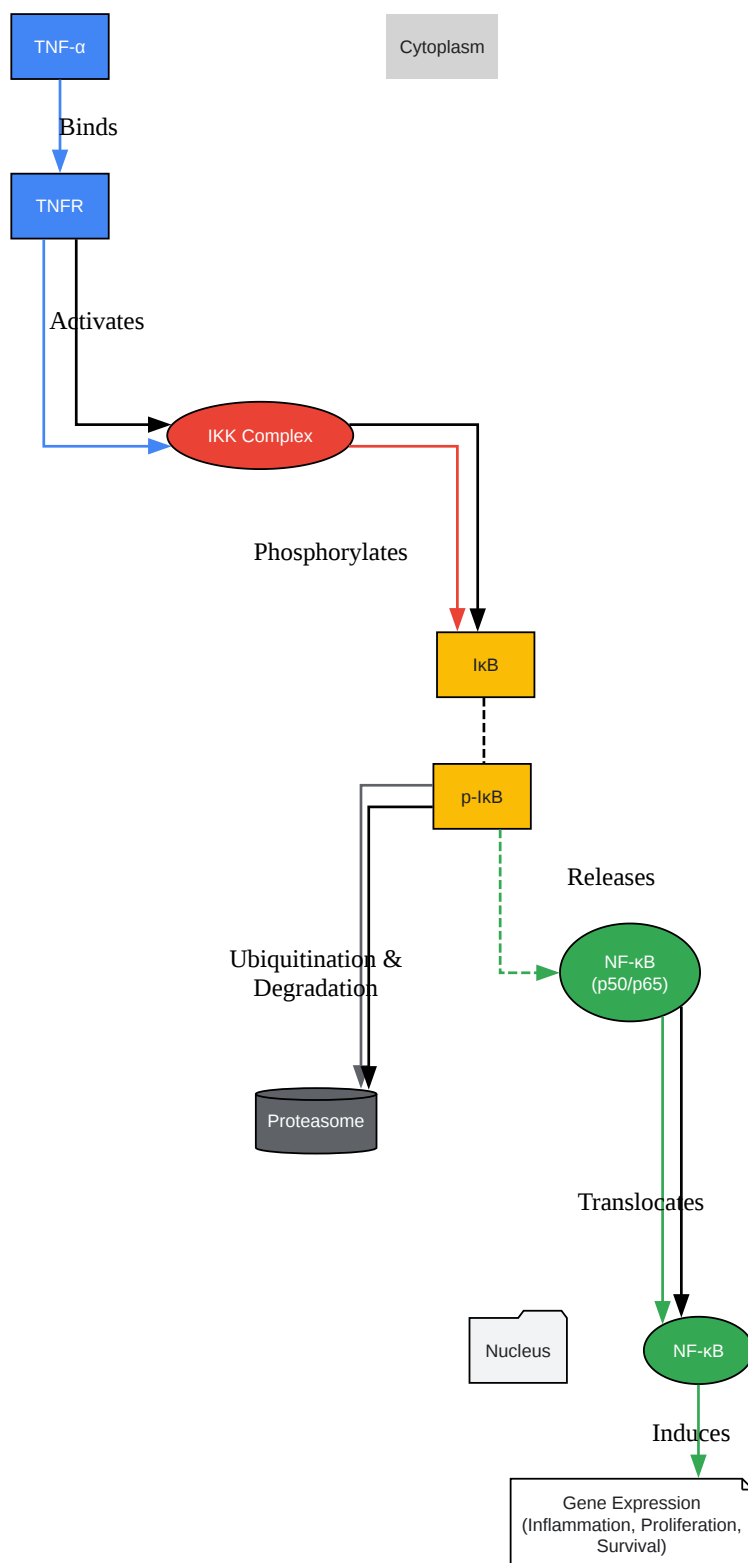 TNF-α
Cytoplasm
Binds
TNFR
Activates
IKK Complex
Phosphorylates
IκB
p-IκB
Releases
Ubiquitination &
Degradation
NF-κB
(p50/p65)
Proteasome
Translocates
Nucleus
NF-κB
Induces
Gene Expression
(Inflammation, Proliferation,
Survival)